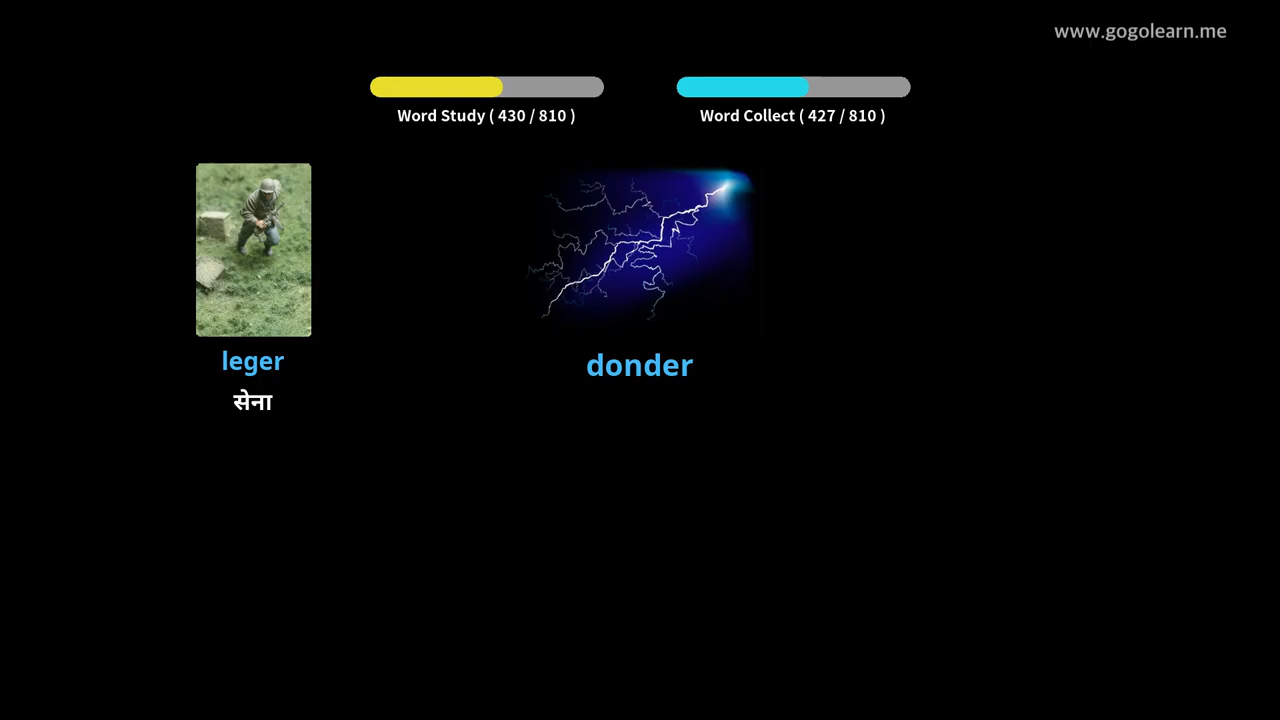 www.gogolearn.me
Word Study ( 430 / 810 )
Word Collect ( 427 / 810 )
leger
सेना
donder